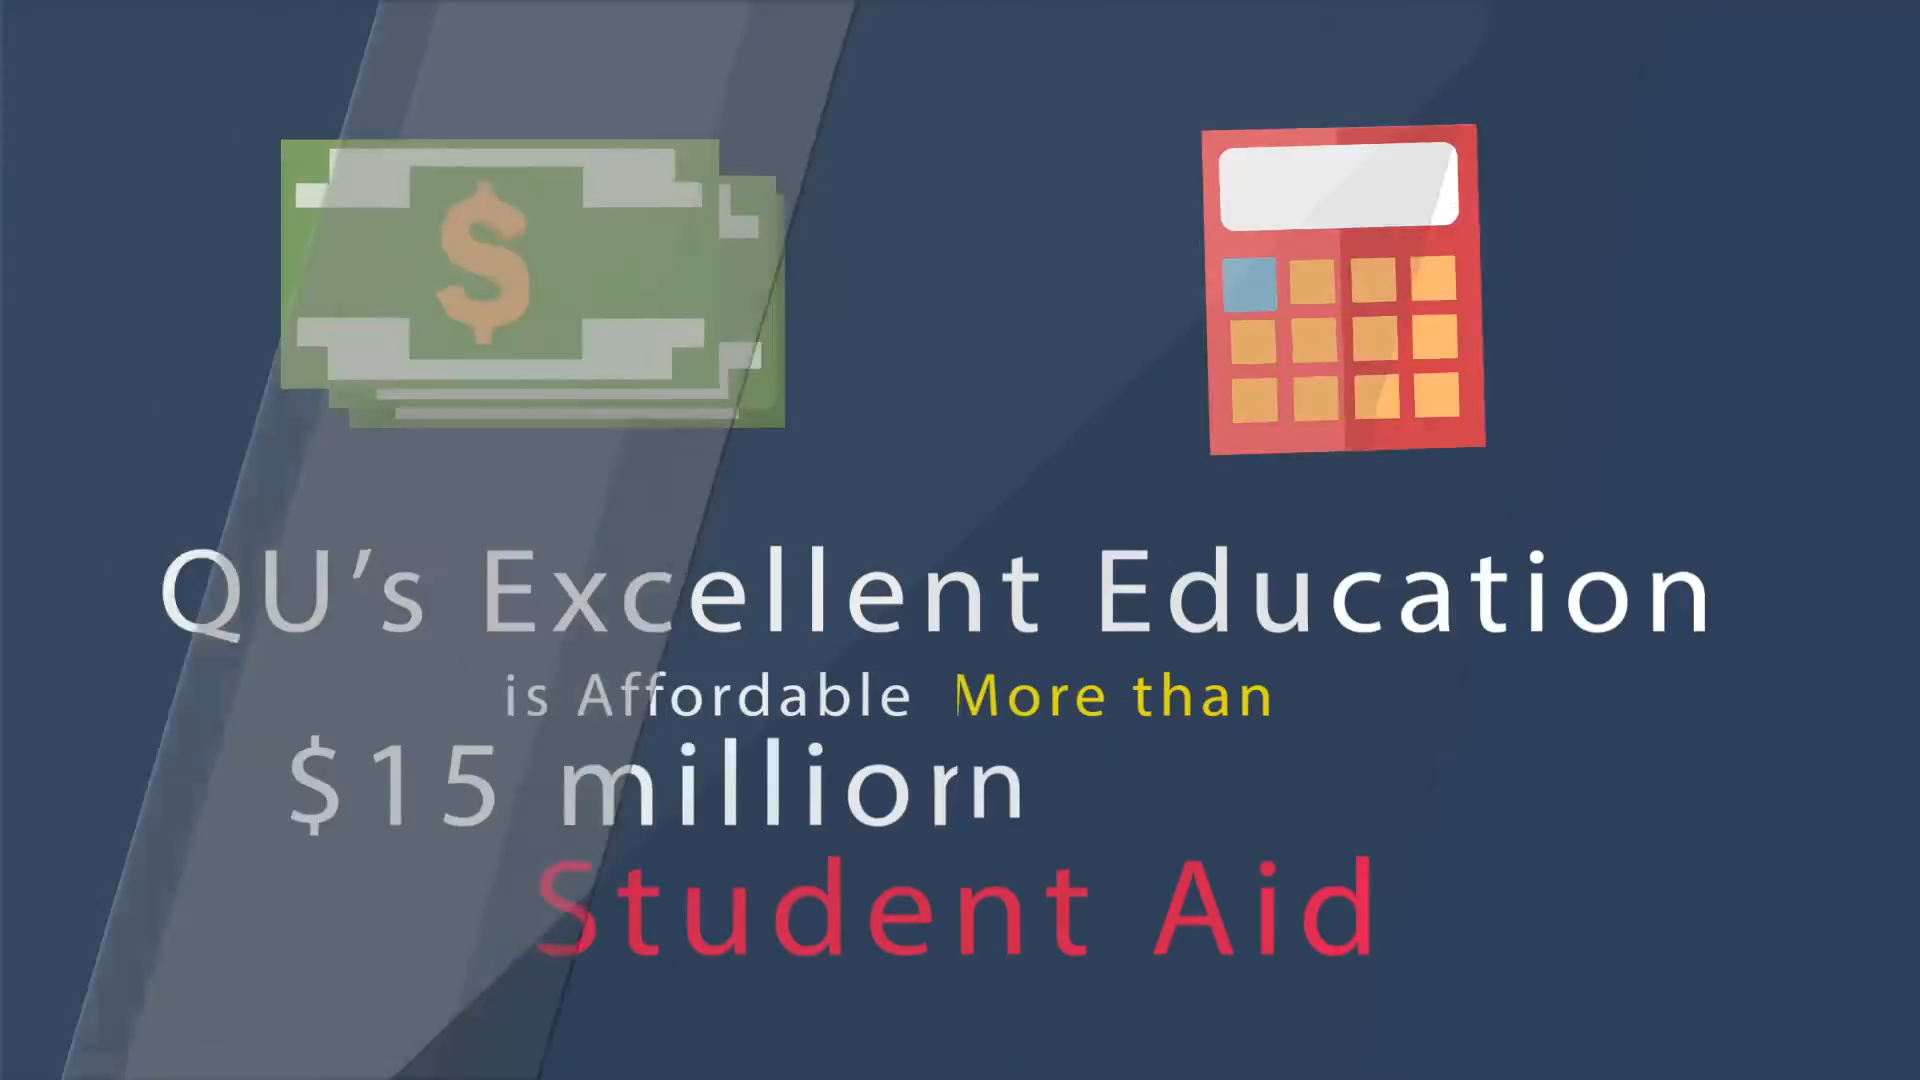 $
QU's Excellent Education
is Affordable More than
$15 milliorn
Student Aid